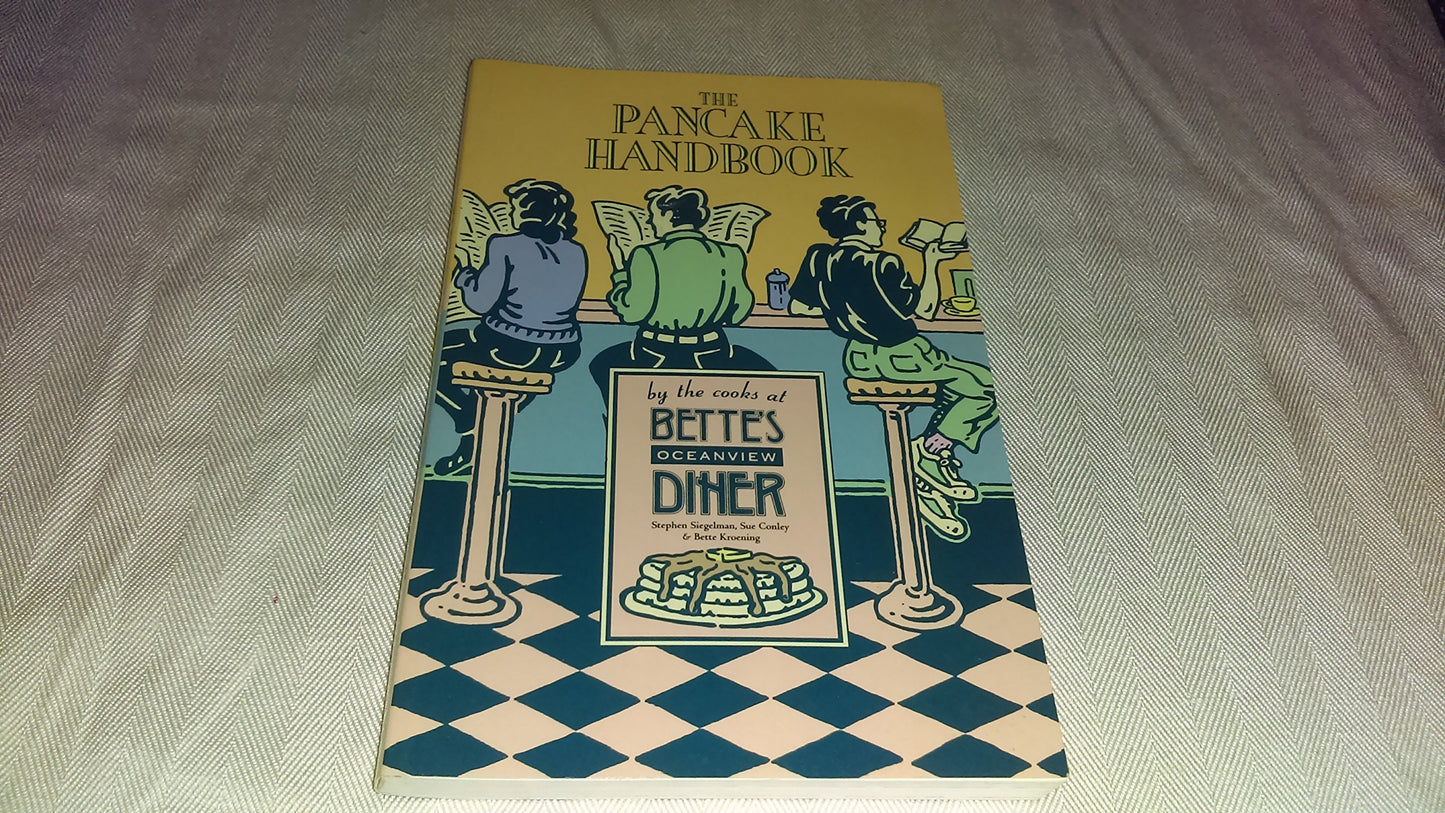 THE
PANCAKE
HANDBOOK
by the cooks at
BETTE'S
OCEANVIEW
DINER
Stephen Siegelman, Sue Conley
& Bette Kroening